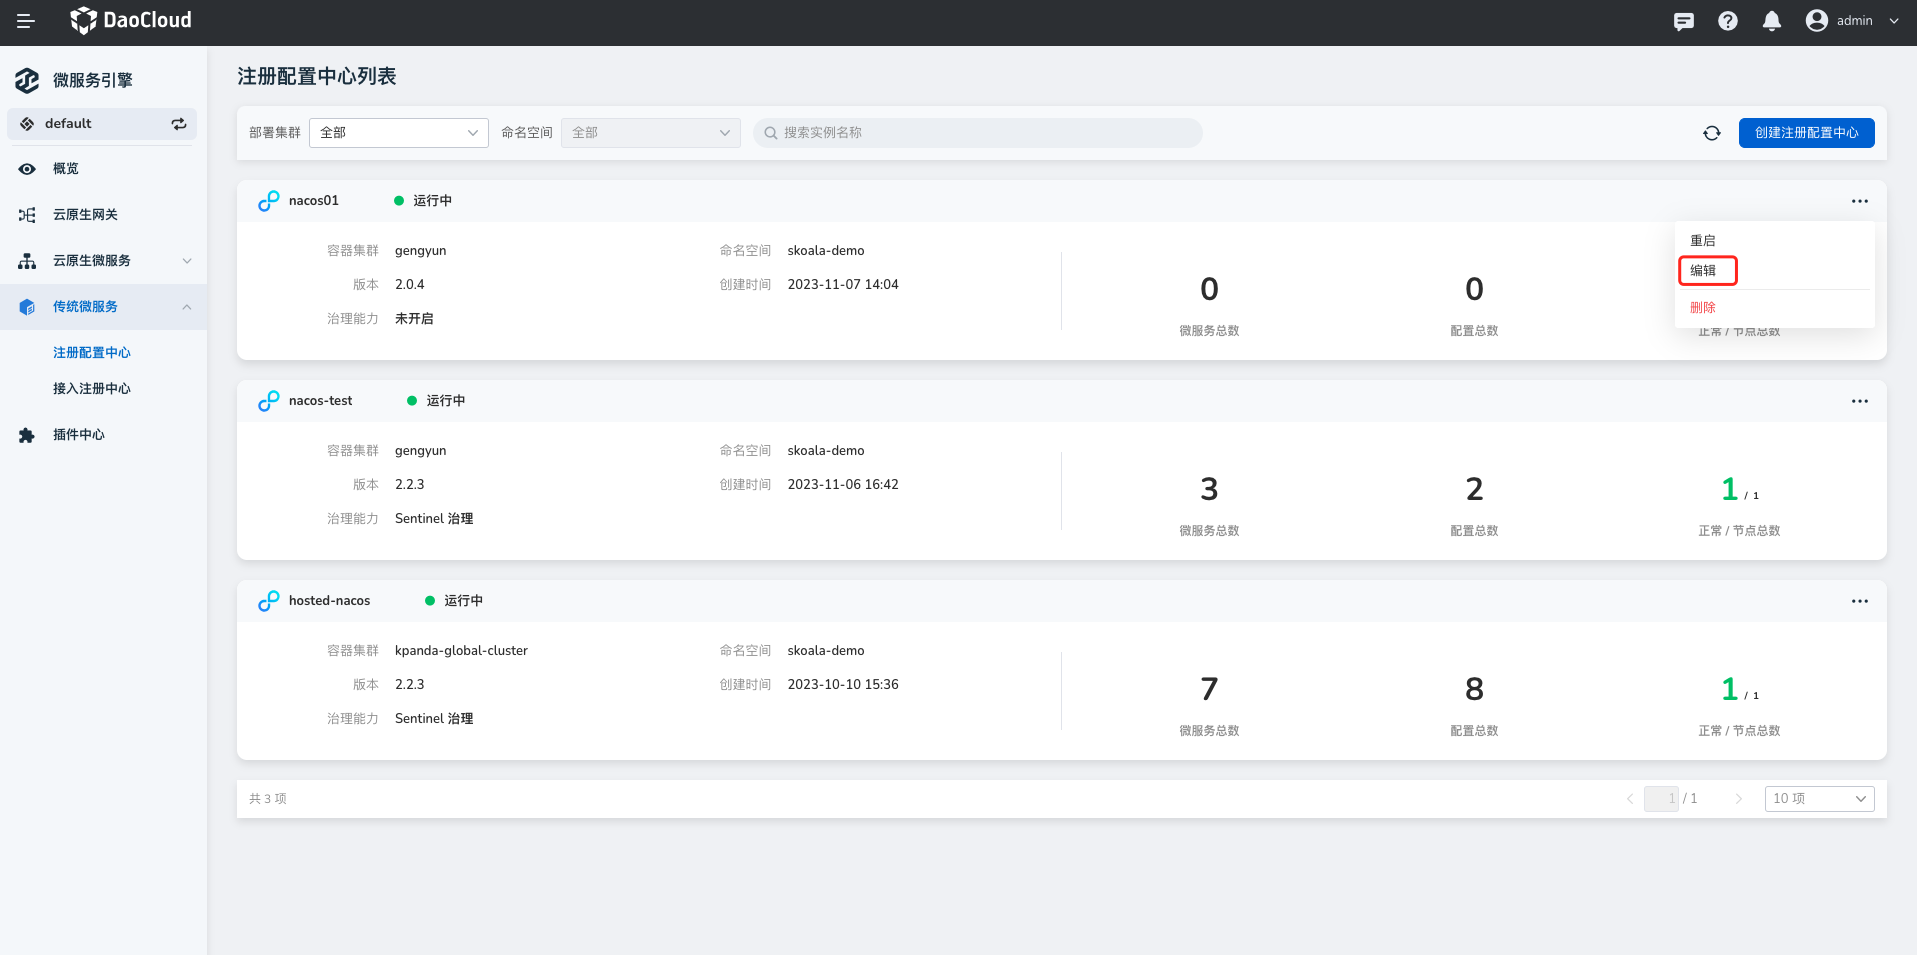 DaoCloud
admin
微服务引擎
default
概览
云原生网关
云原生微服务
传统微服务
注册配置中心
接入注册中心
插件中心
注册配置中心列表
部署集群 全部 命名空间 全部 搜索实例名称 创建注册配置中心
nacos01 运行中
重启
编辑
删除
容器集群 gengyun 命名空间 skoala-demo
版本 2.0.4 创建时间 2023-11-07 14:04
治理能力 未开启
0 0
微服务总数 配置总数 正常 / 节点总数
nacos-test 运行中
容器集群 gengyun 命名空间 skoala-demo
版本 2.2.3 创建时间 2023-11-06 16:42
治理能力 Sentinel 治理
3 2 1 / 1
微服务总数 配置总数 正常 / 节点总数
hosted-nacos 运行中
容器集群 kpanda-global-cluster 命名空间 skoala-demo
版本 2.2.3 创建时间 2023-10-10 15:36
治理能力 Sentinel 治理
7 8 1 / 1
微服务总数 配置总数 正常 / 节点总数
共 3 项 1 / 1 10 项